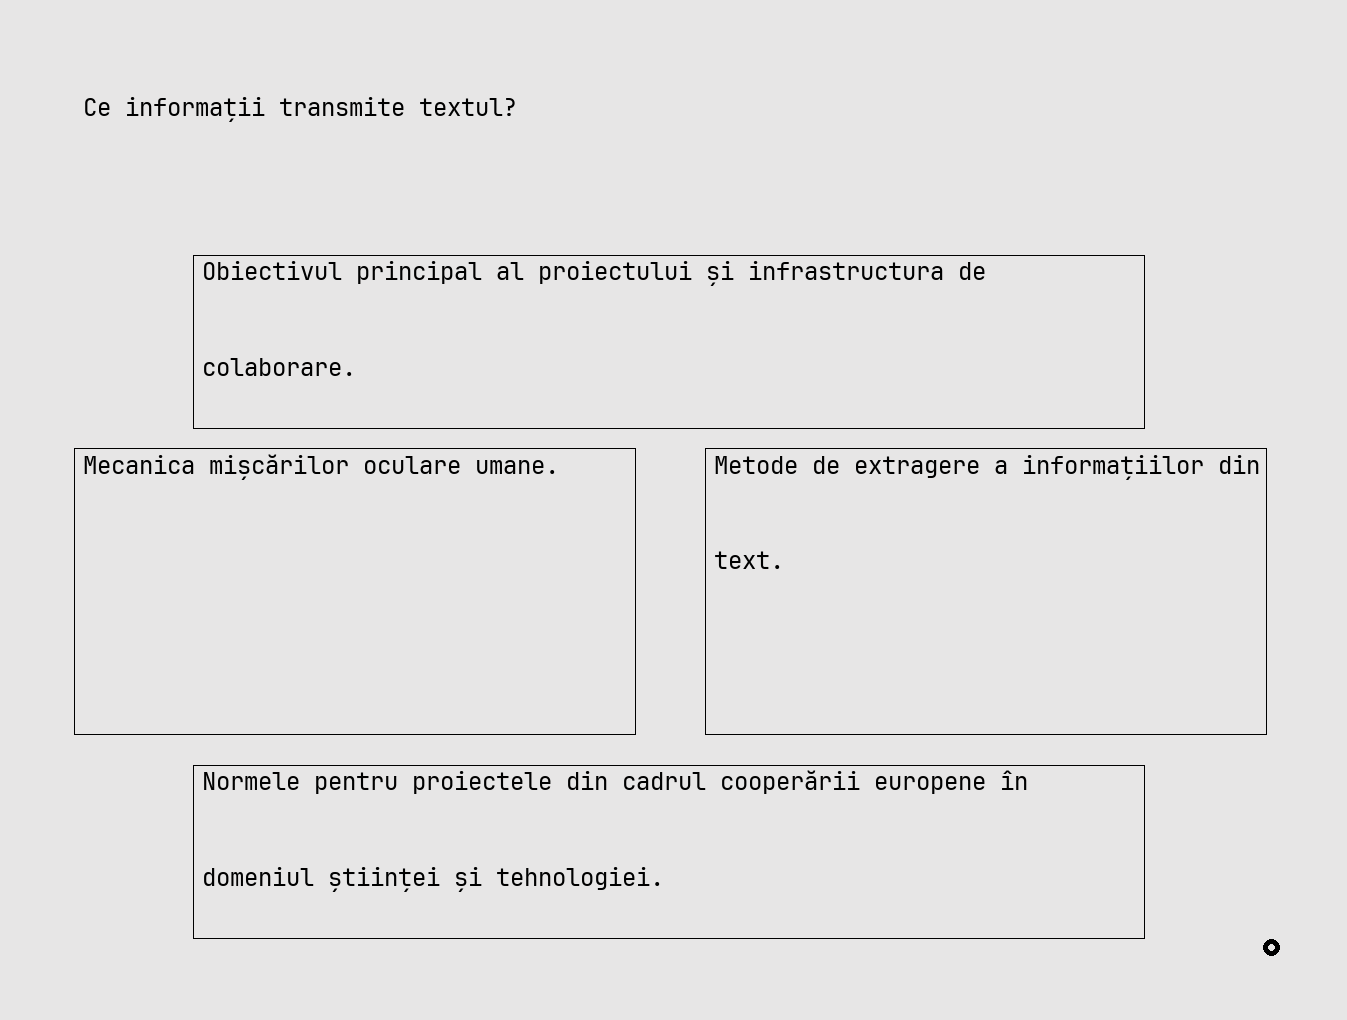 Ce informații transmite textul?
Obiectivul principal al proiectului și infrastructura de
colaborare.
Mecanica mișcărilor oculare umane.
Metode de extragere a informațiilor din
text.
Normele pentru proiectele din cadrul cooperării europene în
domeniul științei și tehnologiei.